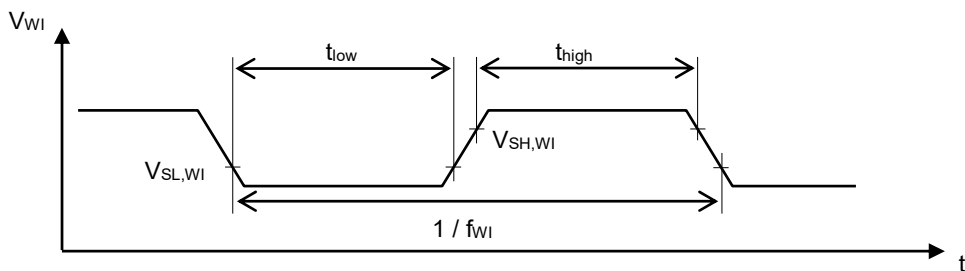 VWI
tlow
thigh
VSH,WI
VSL,WI
1 / fWI
t